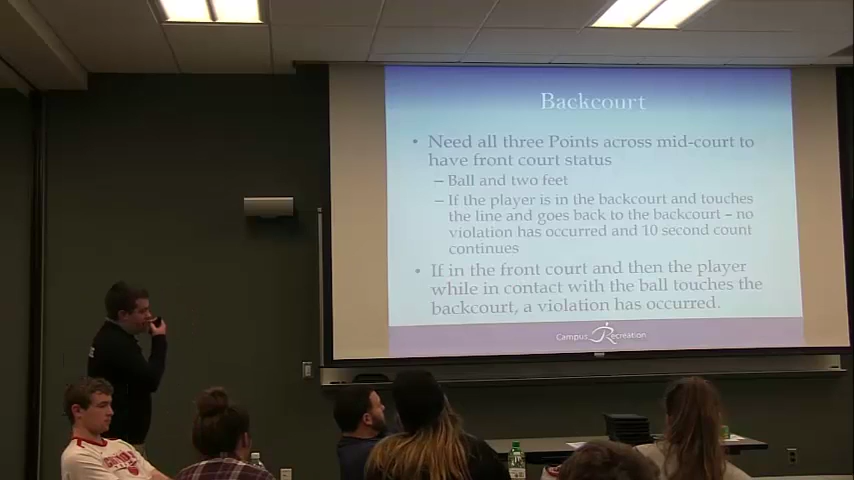 Backcourt
• Need all three Points across mid-court to
have front court status
– Ball and two feet
– If the player is in the backcourt and touches
the line and goes back to the backcourt – no
violation has occurred and 10 second count
continues
• If in the front court and then the player
while in contact with the ball touches the
backcourt, a violation has occurred.
Campus Recreation